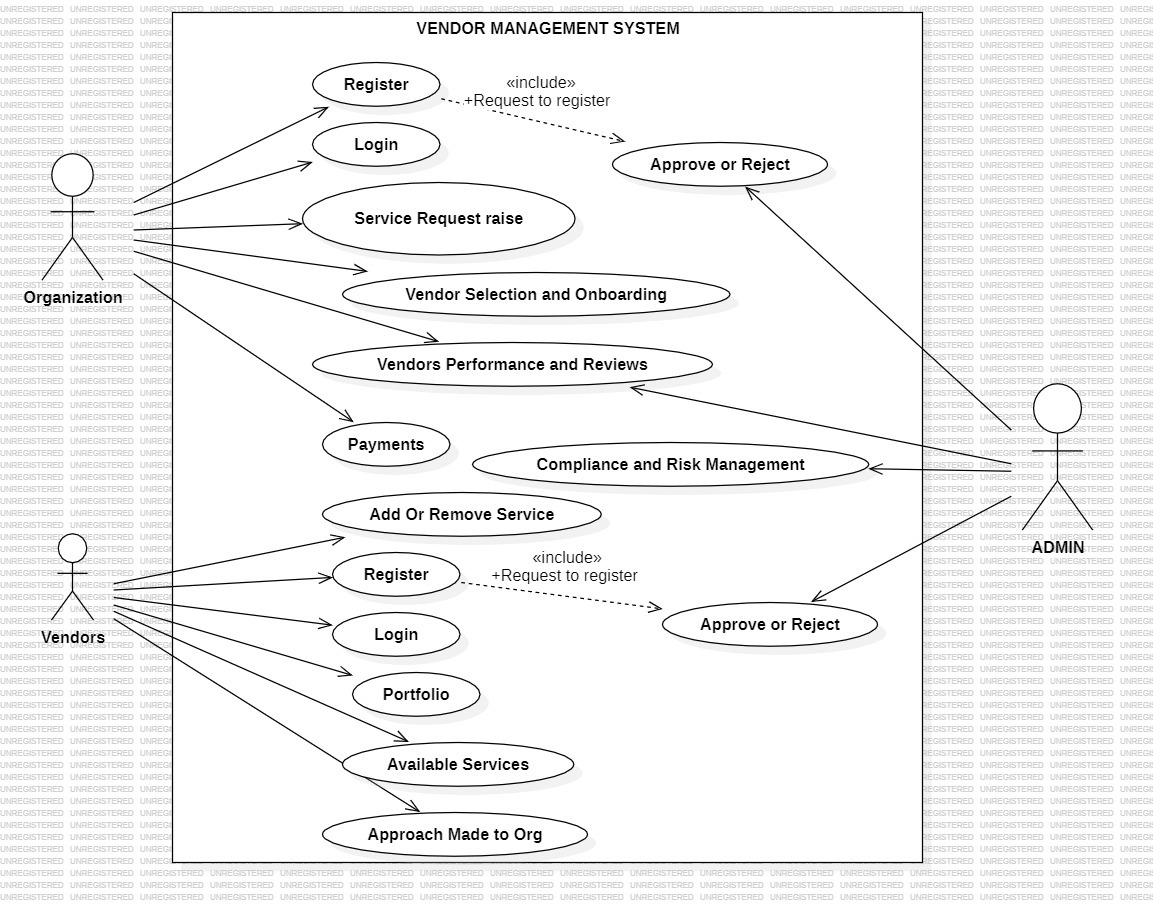 VENDOR MANAGEMENT SYSTEM
Register
«include»
+Request to register
Login
Approve or Reject
Service Request raise
Organization
Vendor Selection and Onboarding
Vendors Performance and Reviews
Payments
Compliance and Risk Management
ADMIN
Add Or Remove Service
Register
«include»
+Request to register
Approve or Reject
Vendors
Login
Portfolio
Available Services
Approach Made to Org
UNREGISTERED